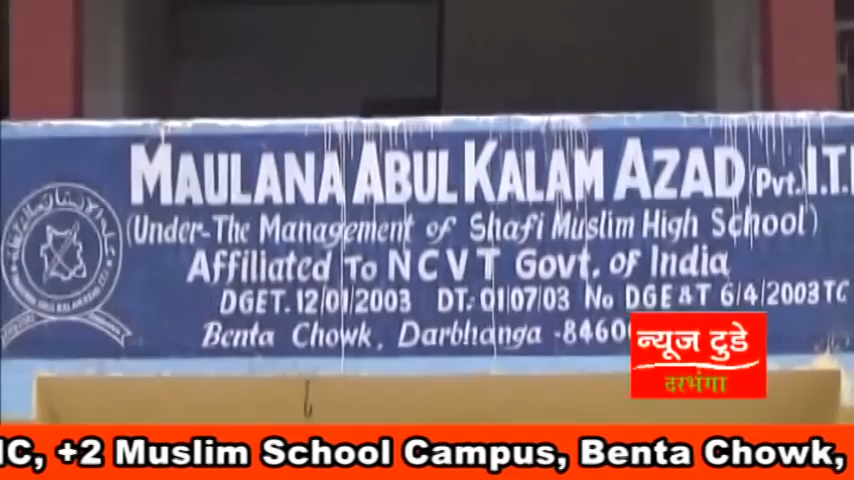 MAULANA ABUL KALAM AZAD (Pvt.) I.T.I
(Under-The Management of Shafi Muslim High School)
Affiliated To NCVT Govt. of India
DGET.12/01/2003 DT.:01/07/03 No DGE&T 6/4/2003TC
Benta Chowk, Darbhanga -8460
न्यूज टुडे
दरभंगा
IC, +2 Muslim School Campus, Benta Chowk,